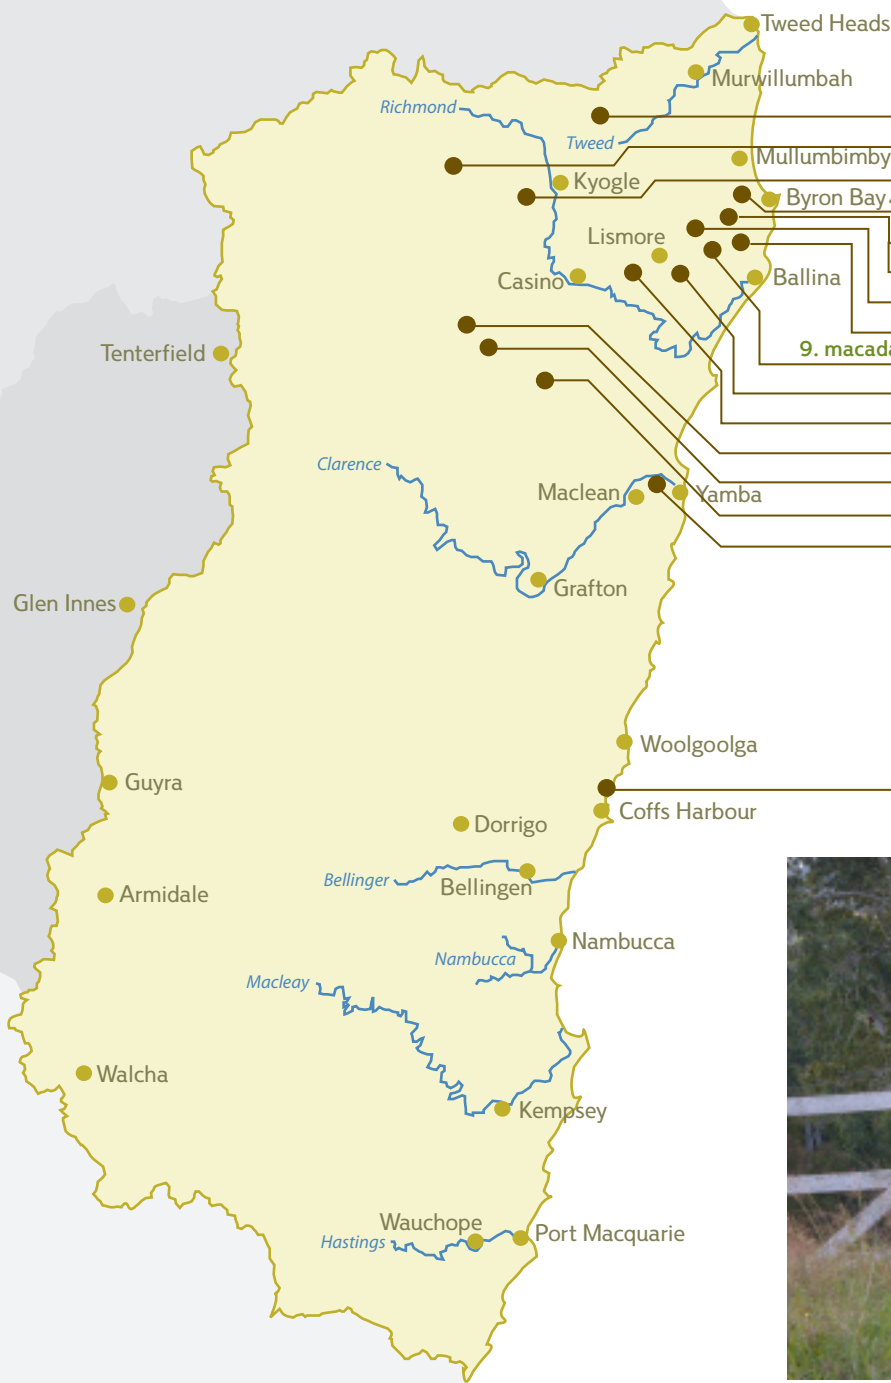 Tweed Heads
Murwillumbah
Richmond
Tweed
Mullumbimby
Kyogle
Byron Bay
Lismore
Casino
Ballina
Tenterfield
9. macada
Clarence
Maclean
Yamba
Grafton
Glen Innes
Woolgoolga
Guyra
Coffs Harbour
Dorrigo
Bellinger
Bellingen
Armidale
Nambucca
Nambucca
Macleay
Walcha
Kempsey
Wauchope
Port Macquarie
Hastings